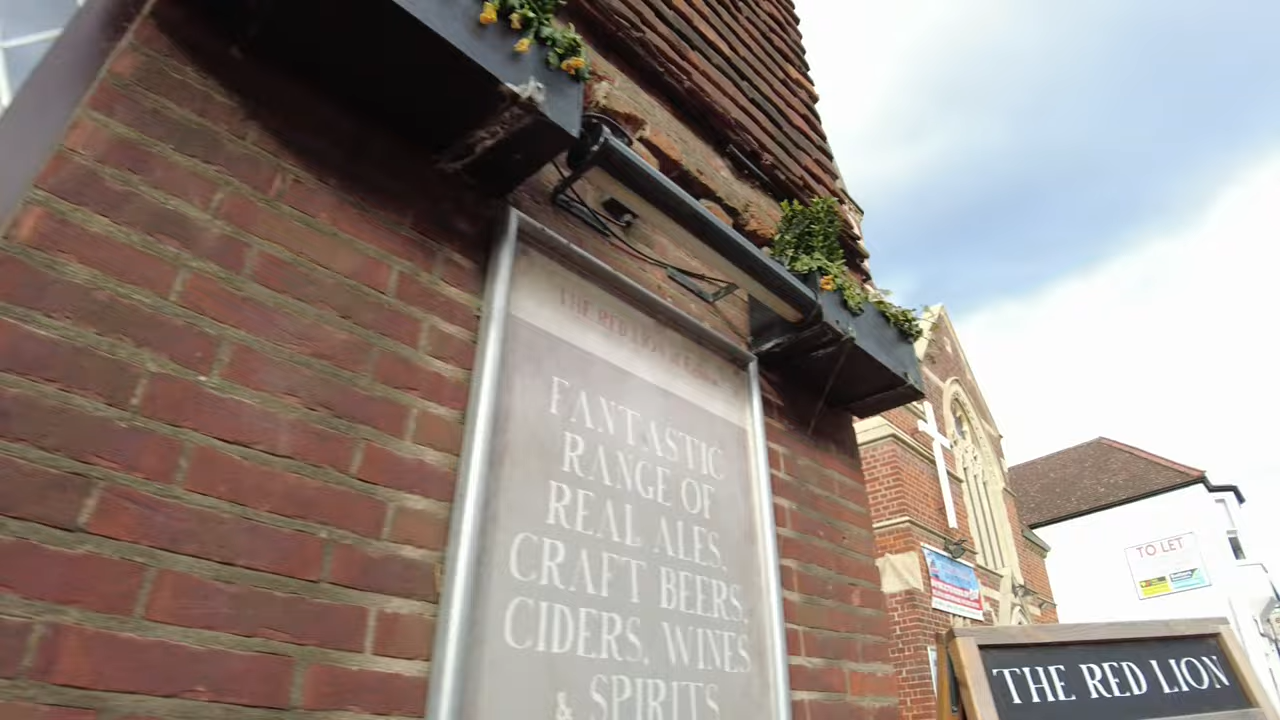 THE RED LION
FANTASTIC
RANGE OF
REAL ALES,
CRAFT BEERS,
CIDERS, WINES
& SPIRITS
TO LET
THE RED LION